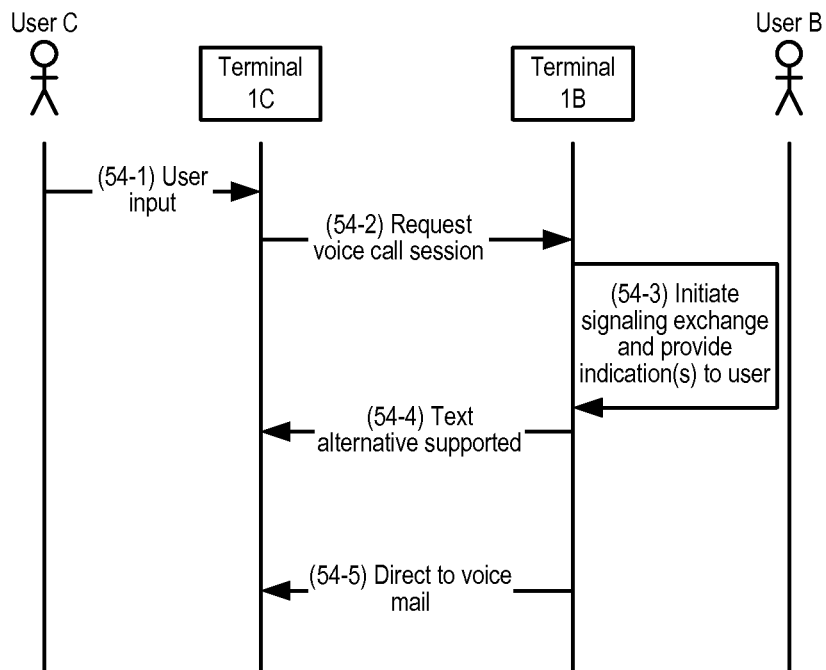 User C
User B
Terminal
1C
Terminal
1B
(54-1) User
input
(54-2) Request
voice call session
(54-3) Initiate
signaling exchange
and provide
indication(s) to user
(54-4) Text
alternative supported
(54-5) Direct to voice
mail